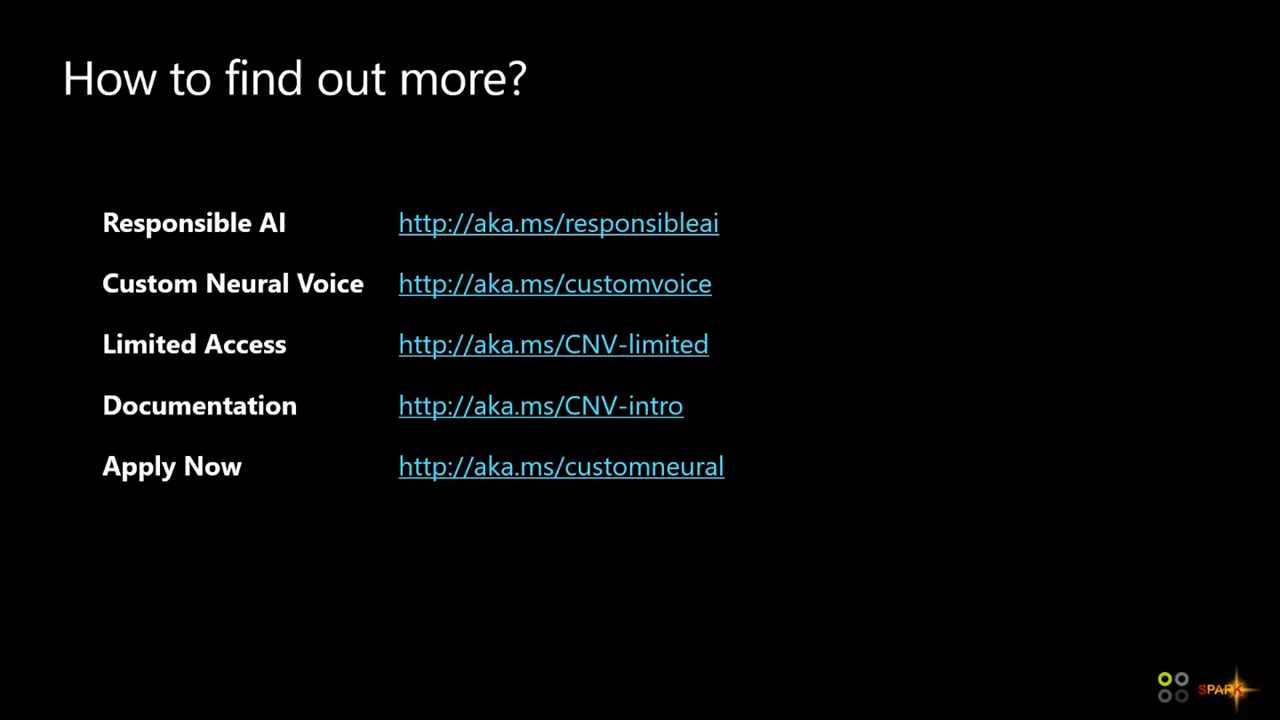 How to find out more?
Responsible AI http://aka.ms/responsibleai
Custom Neural Voice http://aka.ms/customvoice
Limited Access http://aka.ms/CNV-limited
Documentation http://aka.ms/CNV-intro
Apply Now http://aka.ms/customneural
SPARK